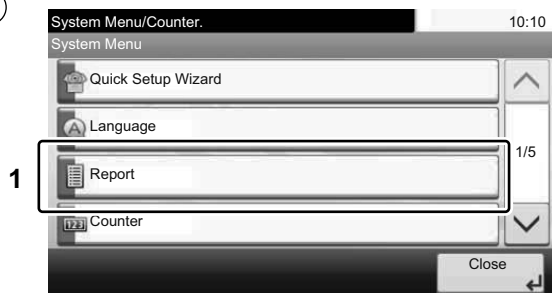 System Menu/Counter. 10:10
System Menu
Quick Setup Wizard
Language
1/5
1
Report
Counter
Close